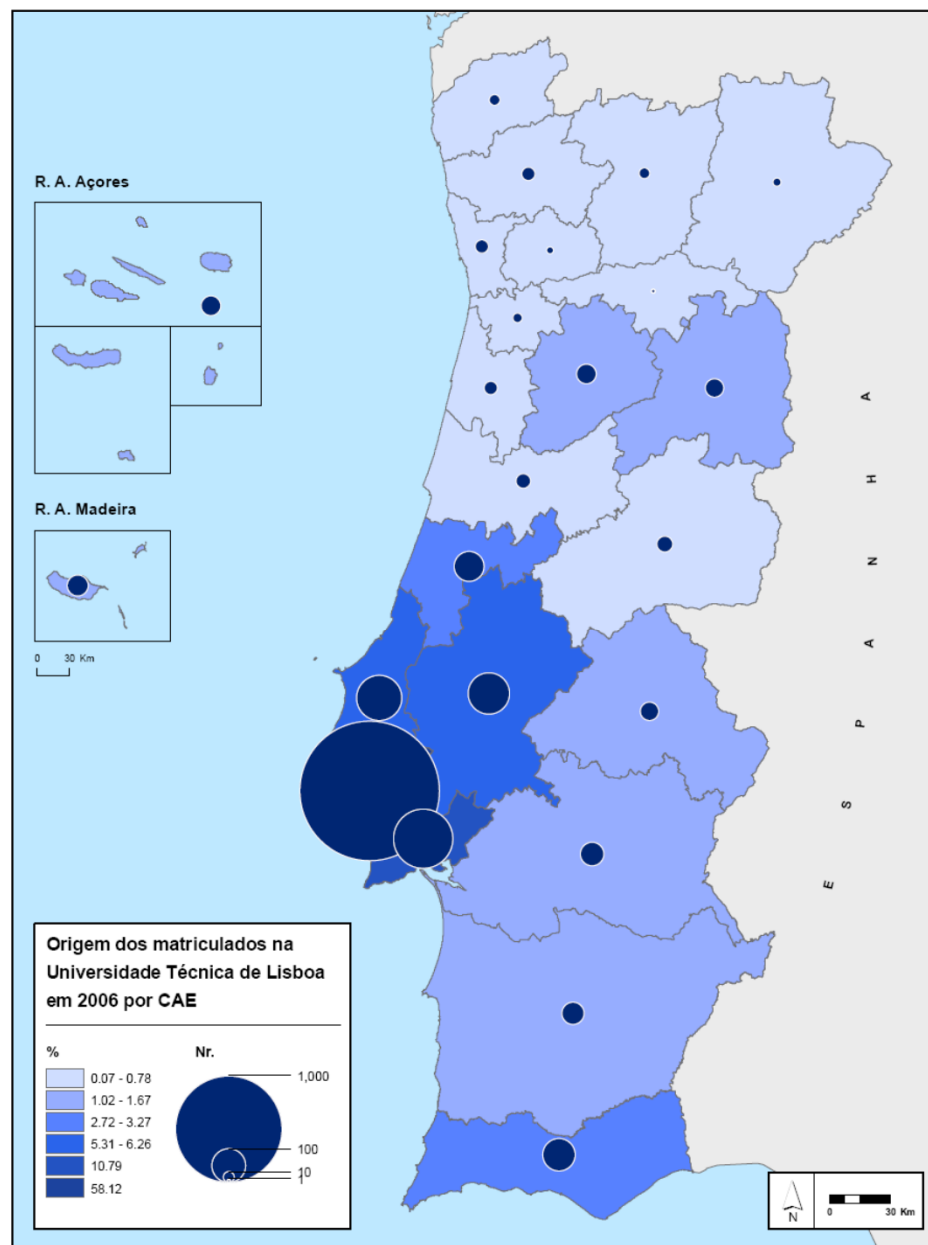 R. A. Açores
R. A. Madeira
0 30 Km
ESPANHA
Origem dos matriculados na
Universidade Técnica de Lisboa
em 2006 por CAE
%
0.07 - 0.78
1.02 - 1.67
2.72 - 3.27
5.31 - 6.26
10.79
58.12
Nr.
1,000
100
10
1
N
0 30 Km